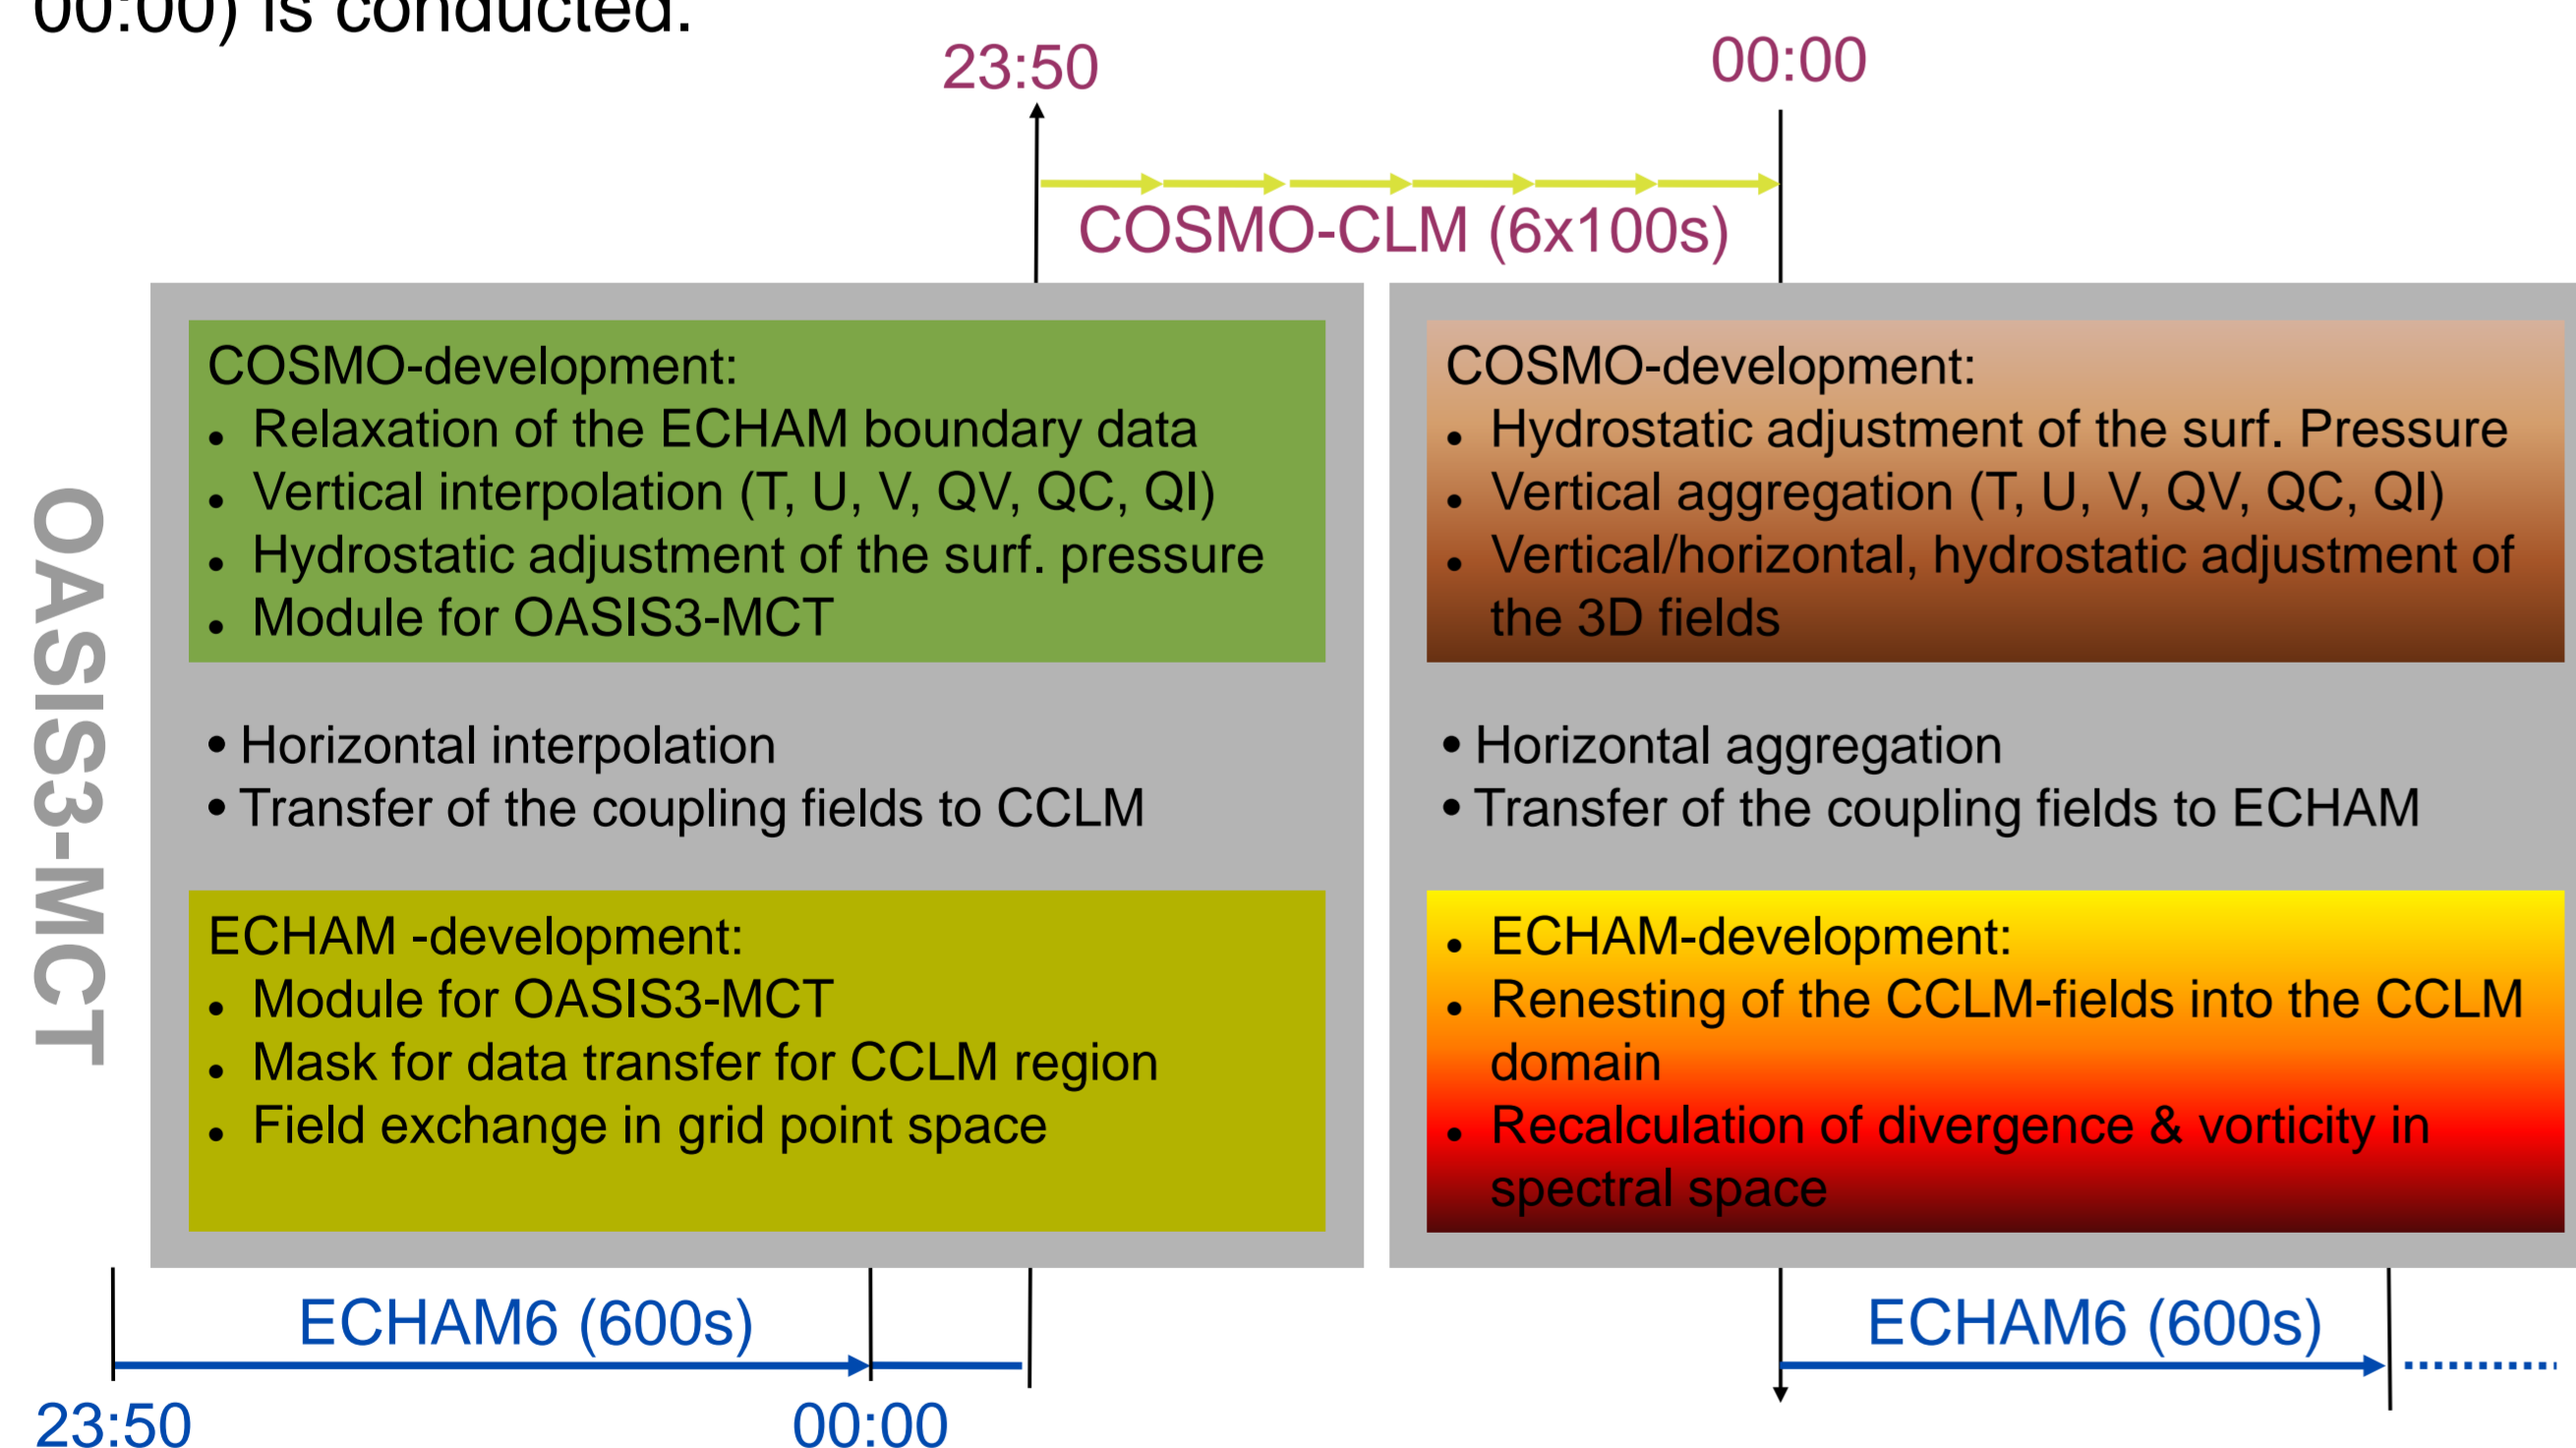 00:00) is conducted.
23:50
00:00
COSMO-CLM (6x100s)
OASIS3-MCT
COSMO-development:
• Relaxation of the ECHAM boundary data
• Vertical interpolation (T, U, V, QV, QC, QI)
• Hydrostatic adjustment of the surf. pressure
• Module for OASIS3-MCT
• Horizontal interpolation
• Transfer of the coupling fields to CCLM
ECHAM -development:
• Module for OASIS3-MCT
• Mask for data transfer for CCLM region
• Field exchange in grid point space
COSMO-development:
• Hydrostatic adjustment of the surf. Pressure
• Vertical aggregation (T, U, V, QV, QC, QI)
• Vertical/horizontal, hydrostatic adjustment of
the 3D fields
• Horizontal aggregation
• Transfer of the coupling fields to ECHAM
• ECHAM-development:
• Renesting of the CCLM-fields into the CCLM
domain
• Recalculation of divergence & vorticity in
spectral space
ECHAM6 (600s)
ECHAM6 (600s)
23:50
00:00